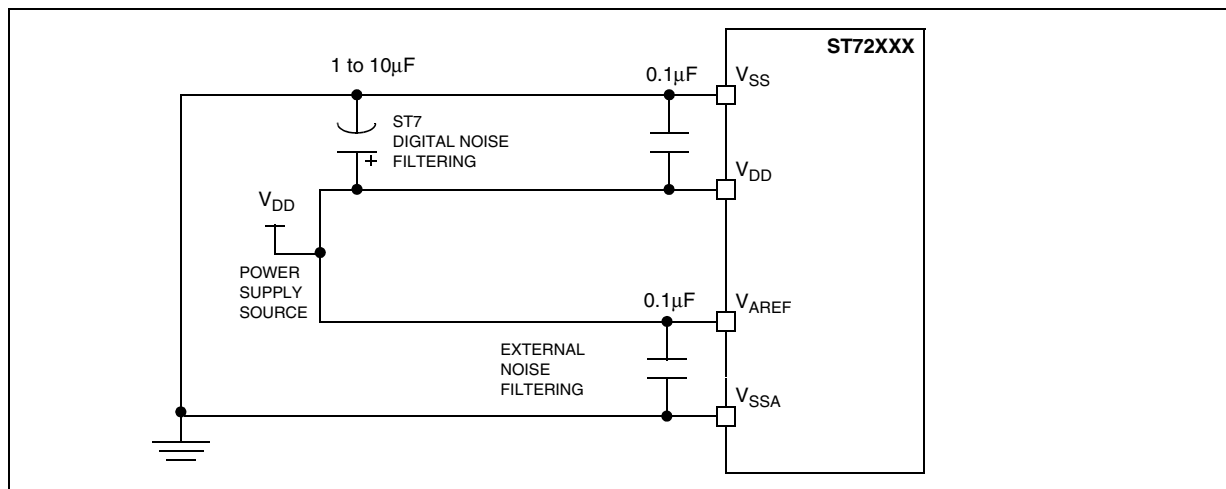 ST72XXX
1 to 10μF
0.1μF
VSS
ST7
DIGITAL NOISE
FILTERING
+
VDD
VDD
POWER
SUPPLY
SOURCE
0.1μF
VAREF
EXTERNAL
NOISE
FILTERING
VSSA